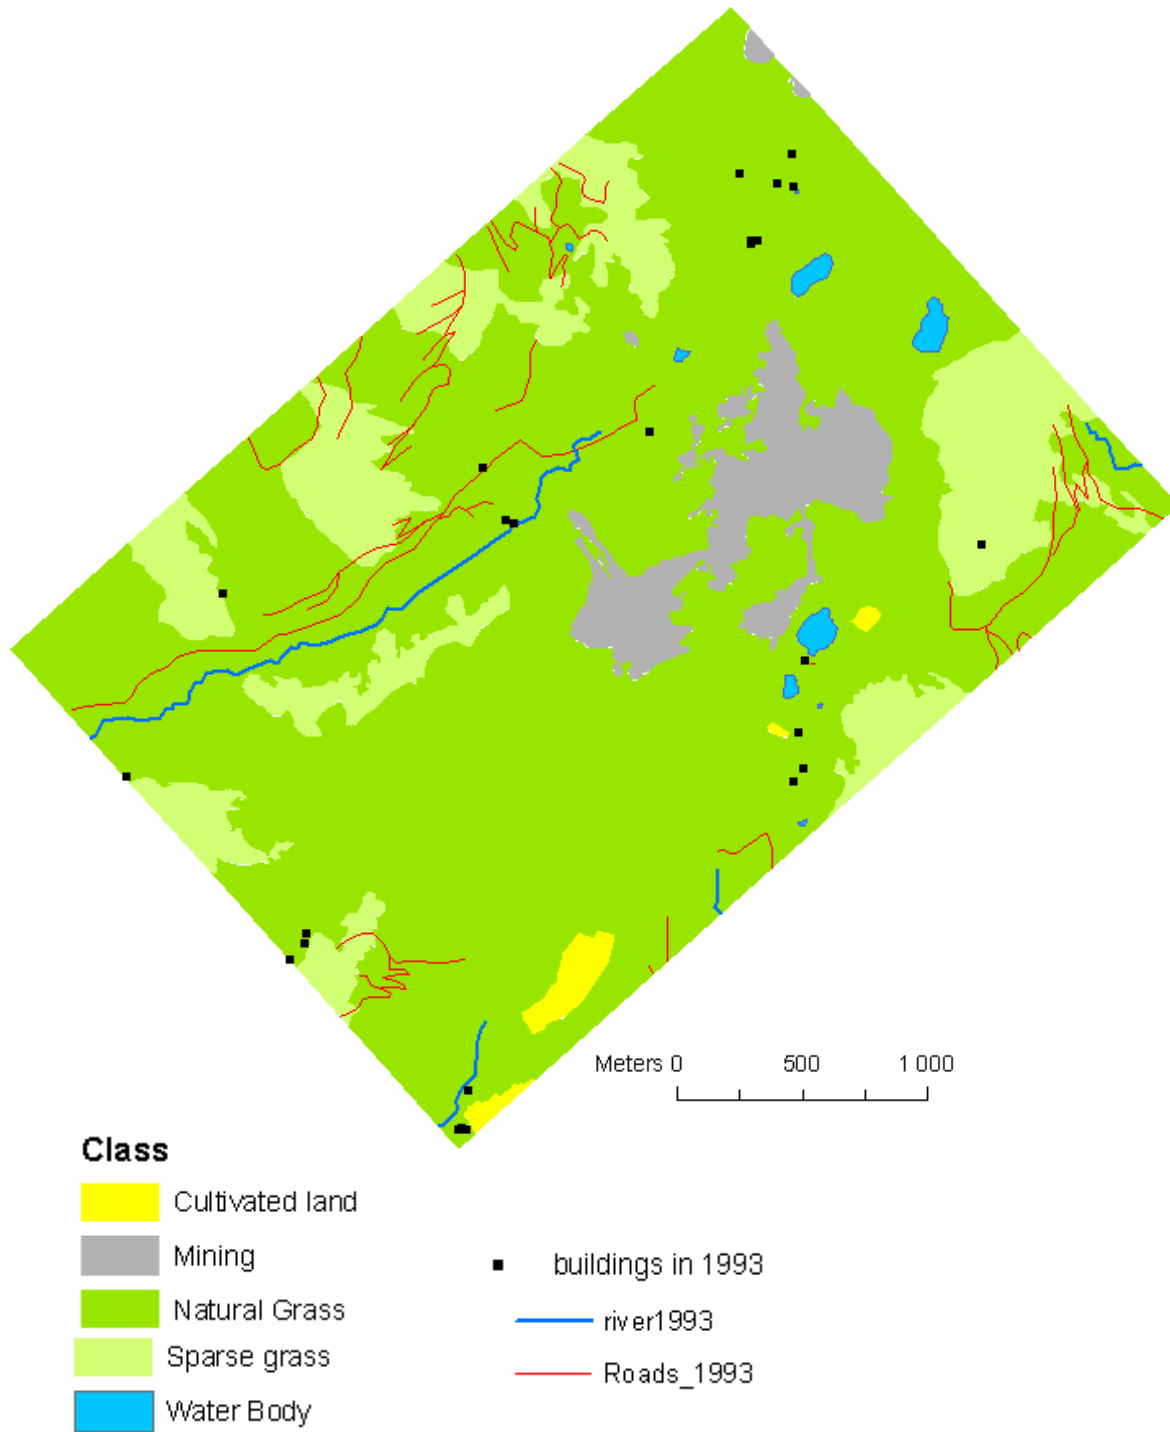 Meters 0 500 1 000
Class
Cultivated land
Mining
Natural Grass
Sparse grass
Water Body
buildings in 1993
river1993
Roads_1993